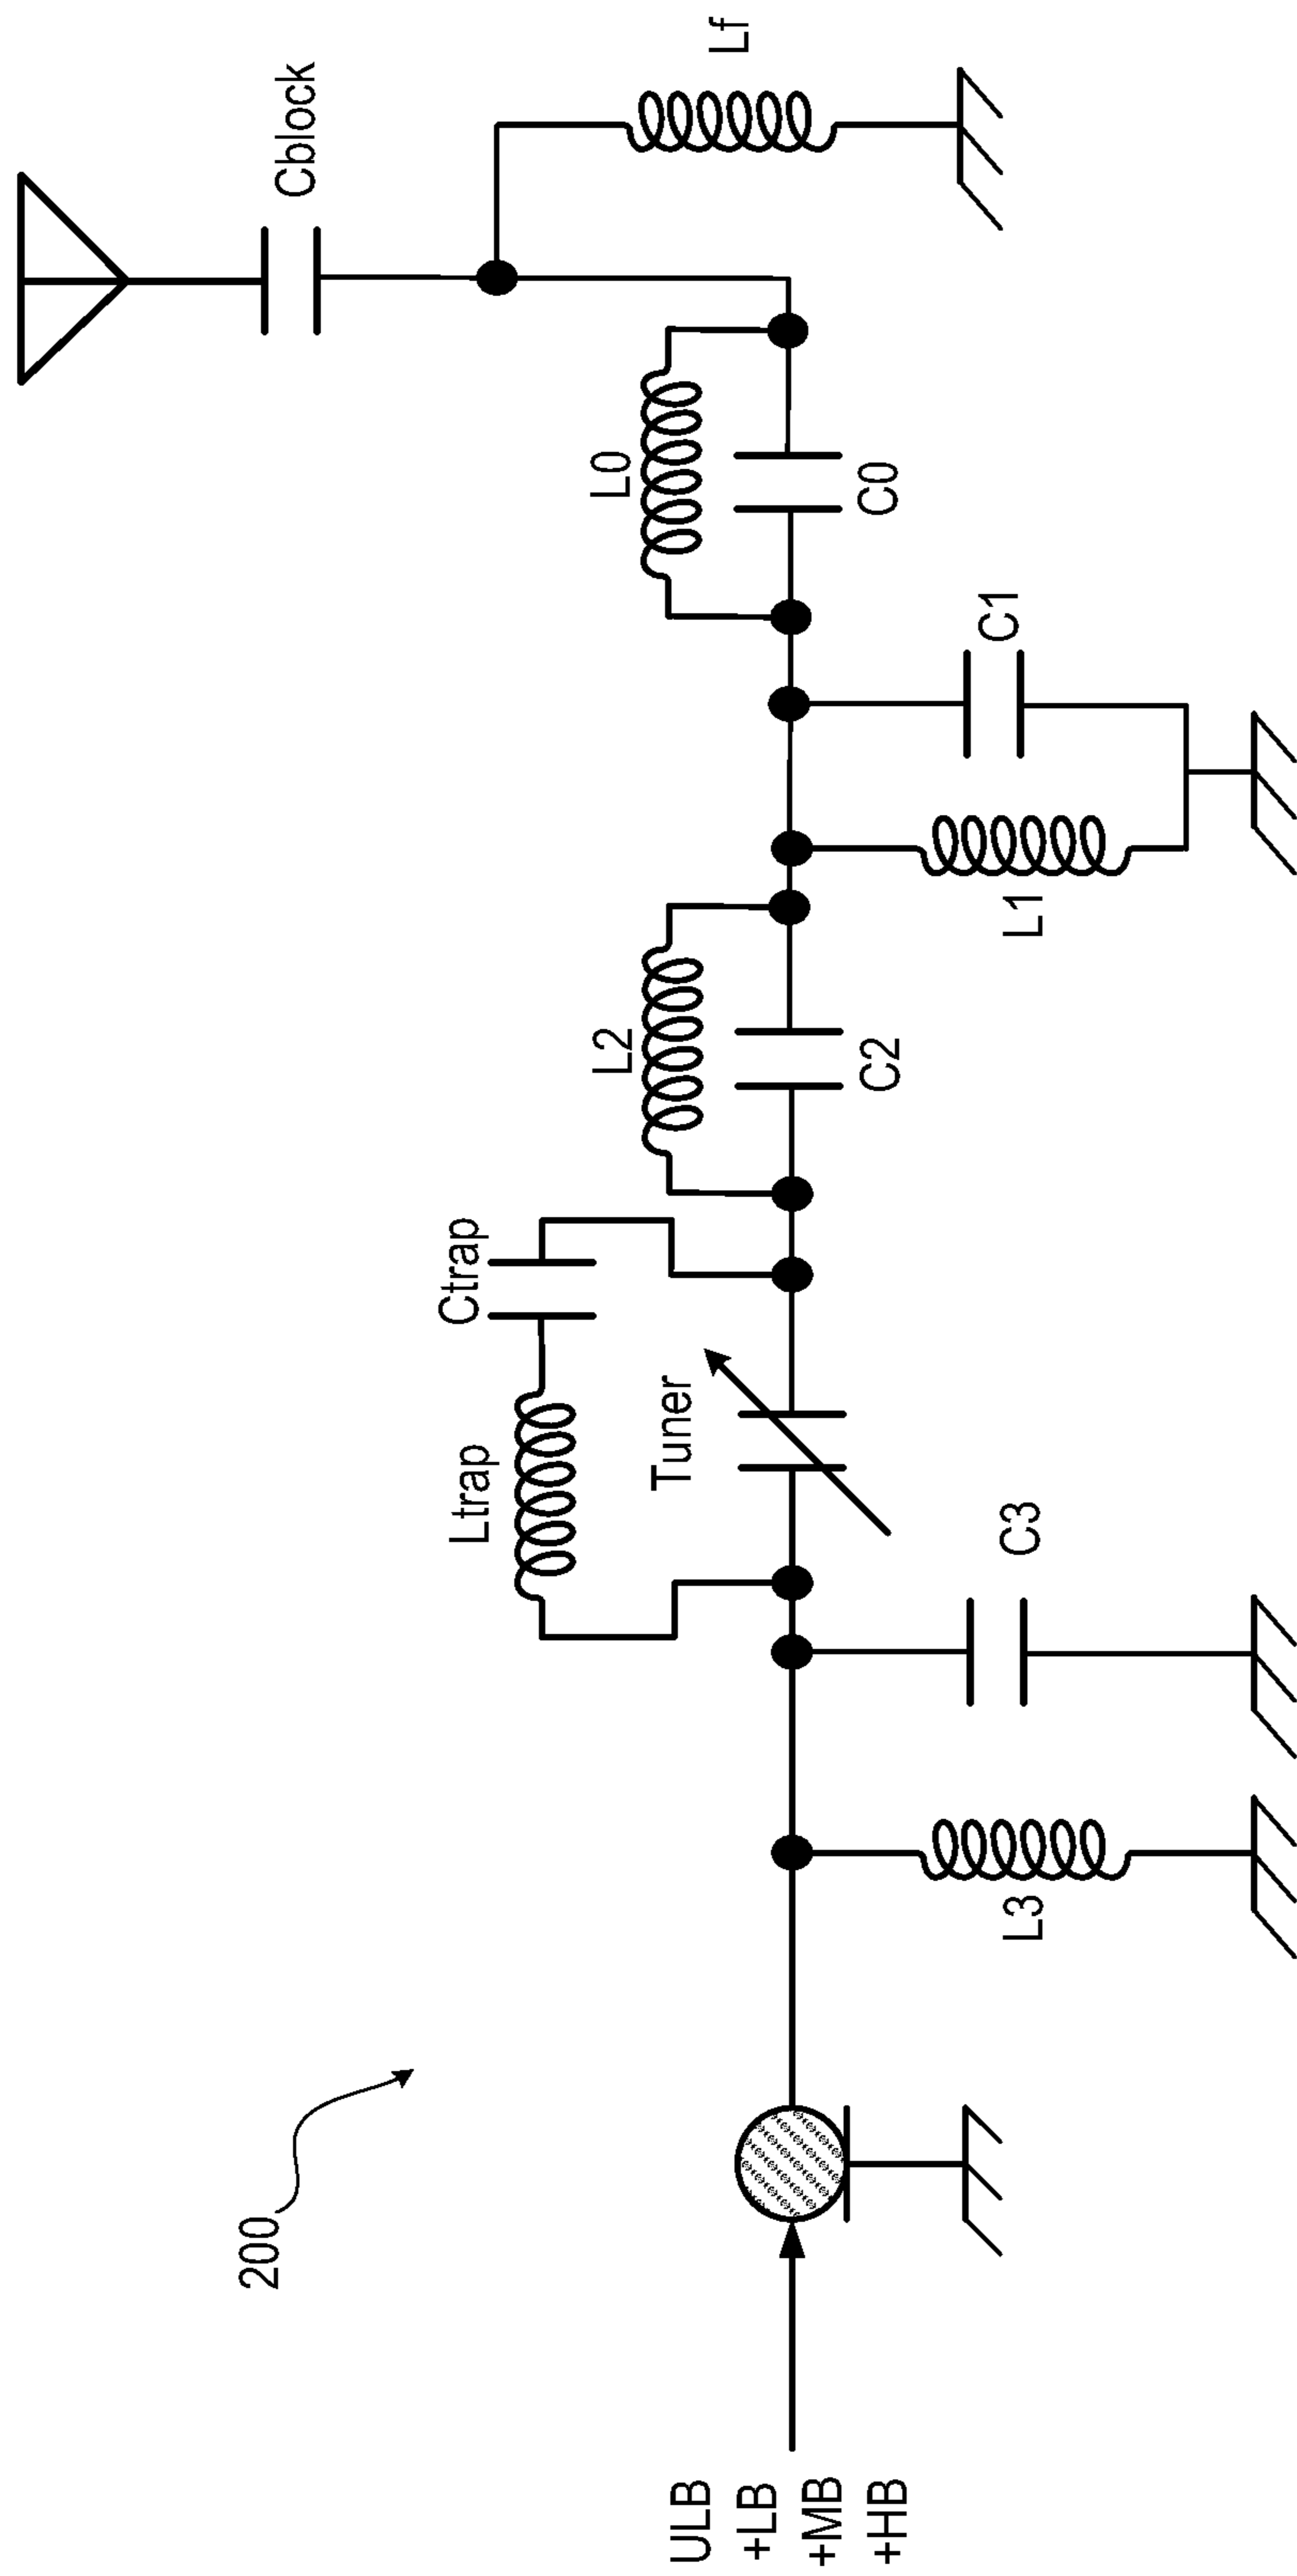 200
ULB
+LB
+MB
+HB
L3
C3
Ltrap
Ctrap
Tuner
L2
C2
L1
C1
L0
C0
Cblock
Lf